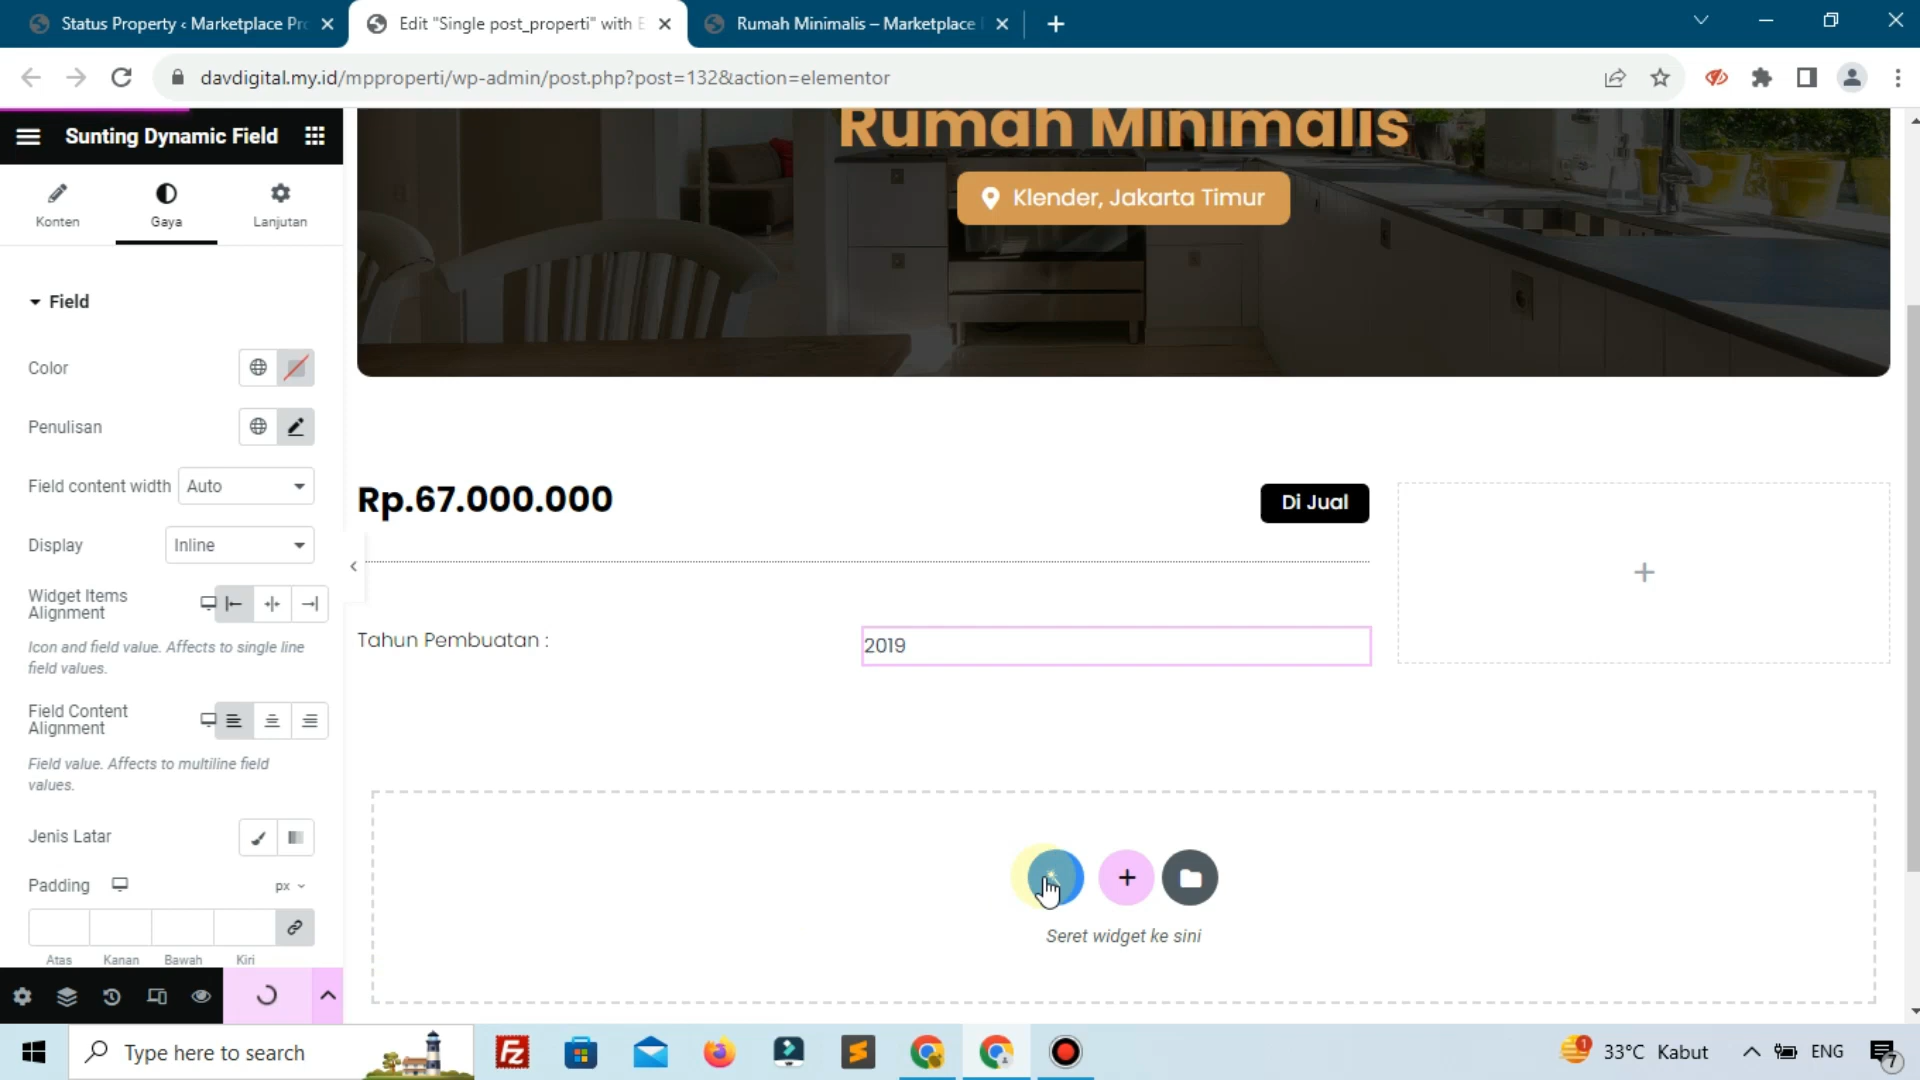 Status Property ‹ Marketplace Pr
Edit "Single post_properti" with E
Rumah Minimalis – Marketplace
davdigital.my.id/mpproperti/wp-admin/post.php?post=132&action=elementor
Sunting Dynamic Field
Konten
Gaya
Lanjutan
Field
Color
Penulisan
Field content width
Auto
Display
Inline
Widget Items
Alignment
Icon and field value. Affects to single line
field values.
Field Content
Alignment
Field value. Affects to multiline field
values.
Jenis Latar
Padding
px
Atas
Kanan
Bawah
Kiri
Rumah Minimalis
Klender, Jakarta Timur
Rp.67.000.000
Di Jual
Tahun Pembuatan :
2019
Seret widget ke sini
Type here to search
1
33°C Kabut
ENG
7